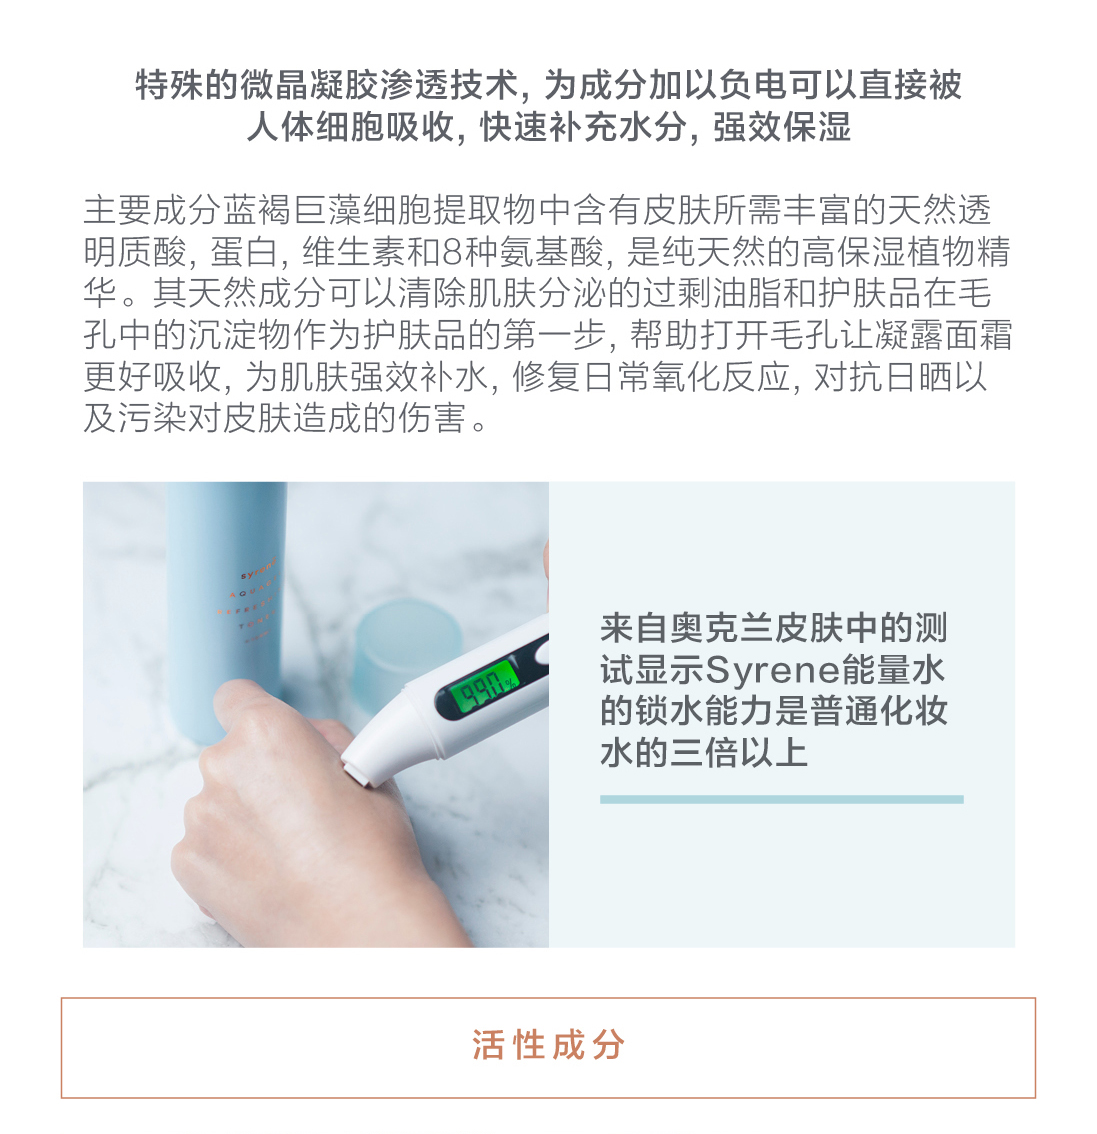 特殊的微晶凝胶渗透技术, 为成分加以负电可以直接被
人体细胞吸收, 快速补充水分, 强效保湿
主要成分蓝褐巨藻细胞提取物中含有皮肤所需丰富的天然透
明质酸, 蛋白, 维生素和8种氨基酸, 是纯天然的高保湿植物精
华。其天然成分可以清除肌肤分泌的过剩油脂和护肤品在毛
孔中的沉淀物作为护肤品的第一步, 帮助打开毛孔让凝露面霜
更好吸收, 为肌肤强效补水, 修复日常氧化反应, 对抗日晒以
及污染对皮肤造成的伤害。
99.0%
来自奥克兰皮肤中的测
试显示Syrene能量水
的锁水能力是普通化妆
水的三倍以上
活性成分